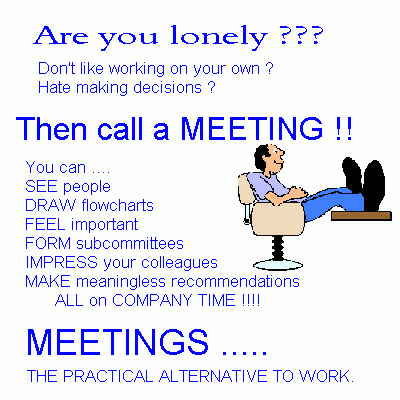 Are you lonely ???
Don't like working on your own ?
Hate making decisions ?
Then call a MEETING !!
You can ....
SEE people
DRAW flowcharts
FEEL important
FORM subcommittees
IMPRESS your colleagues
MAKE meaningless recommendations
ALL on COMPANY TIME !!!!
MEETINGS .....
THE PRACTICAL ALTERNATIVE TO WORK.